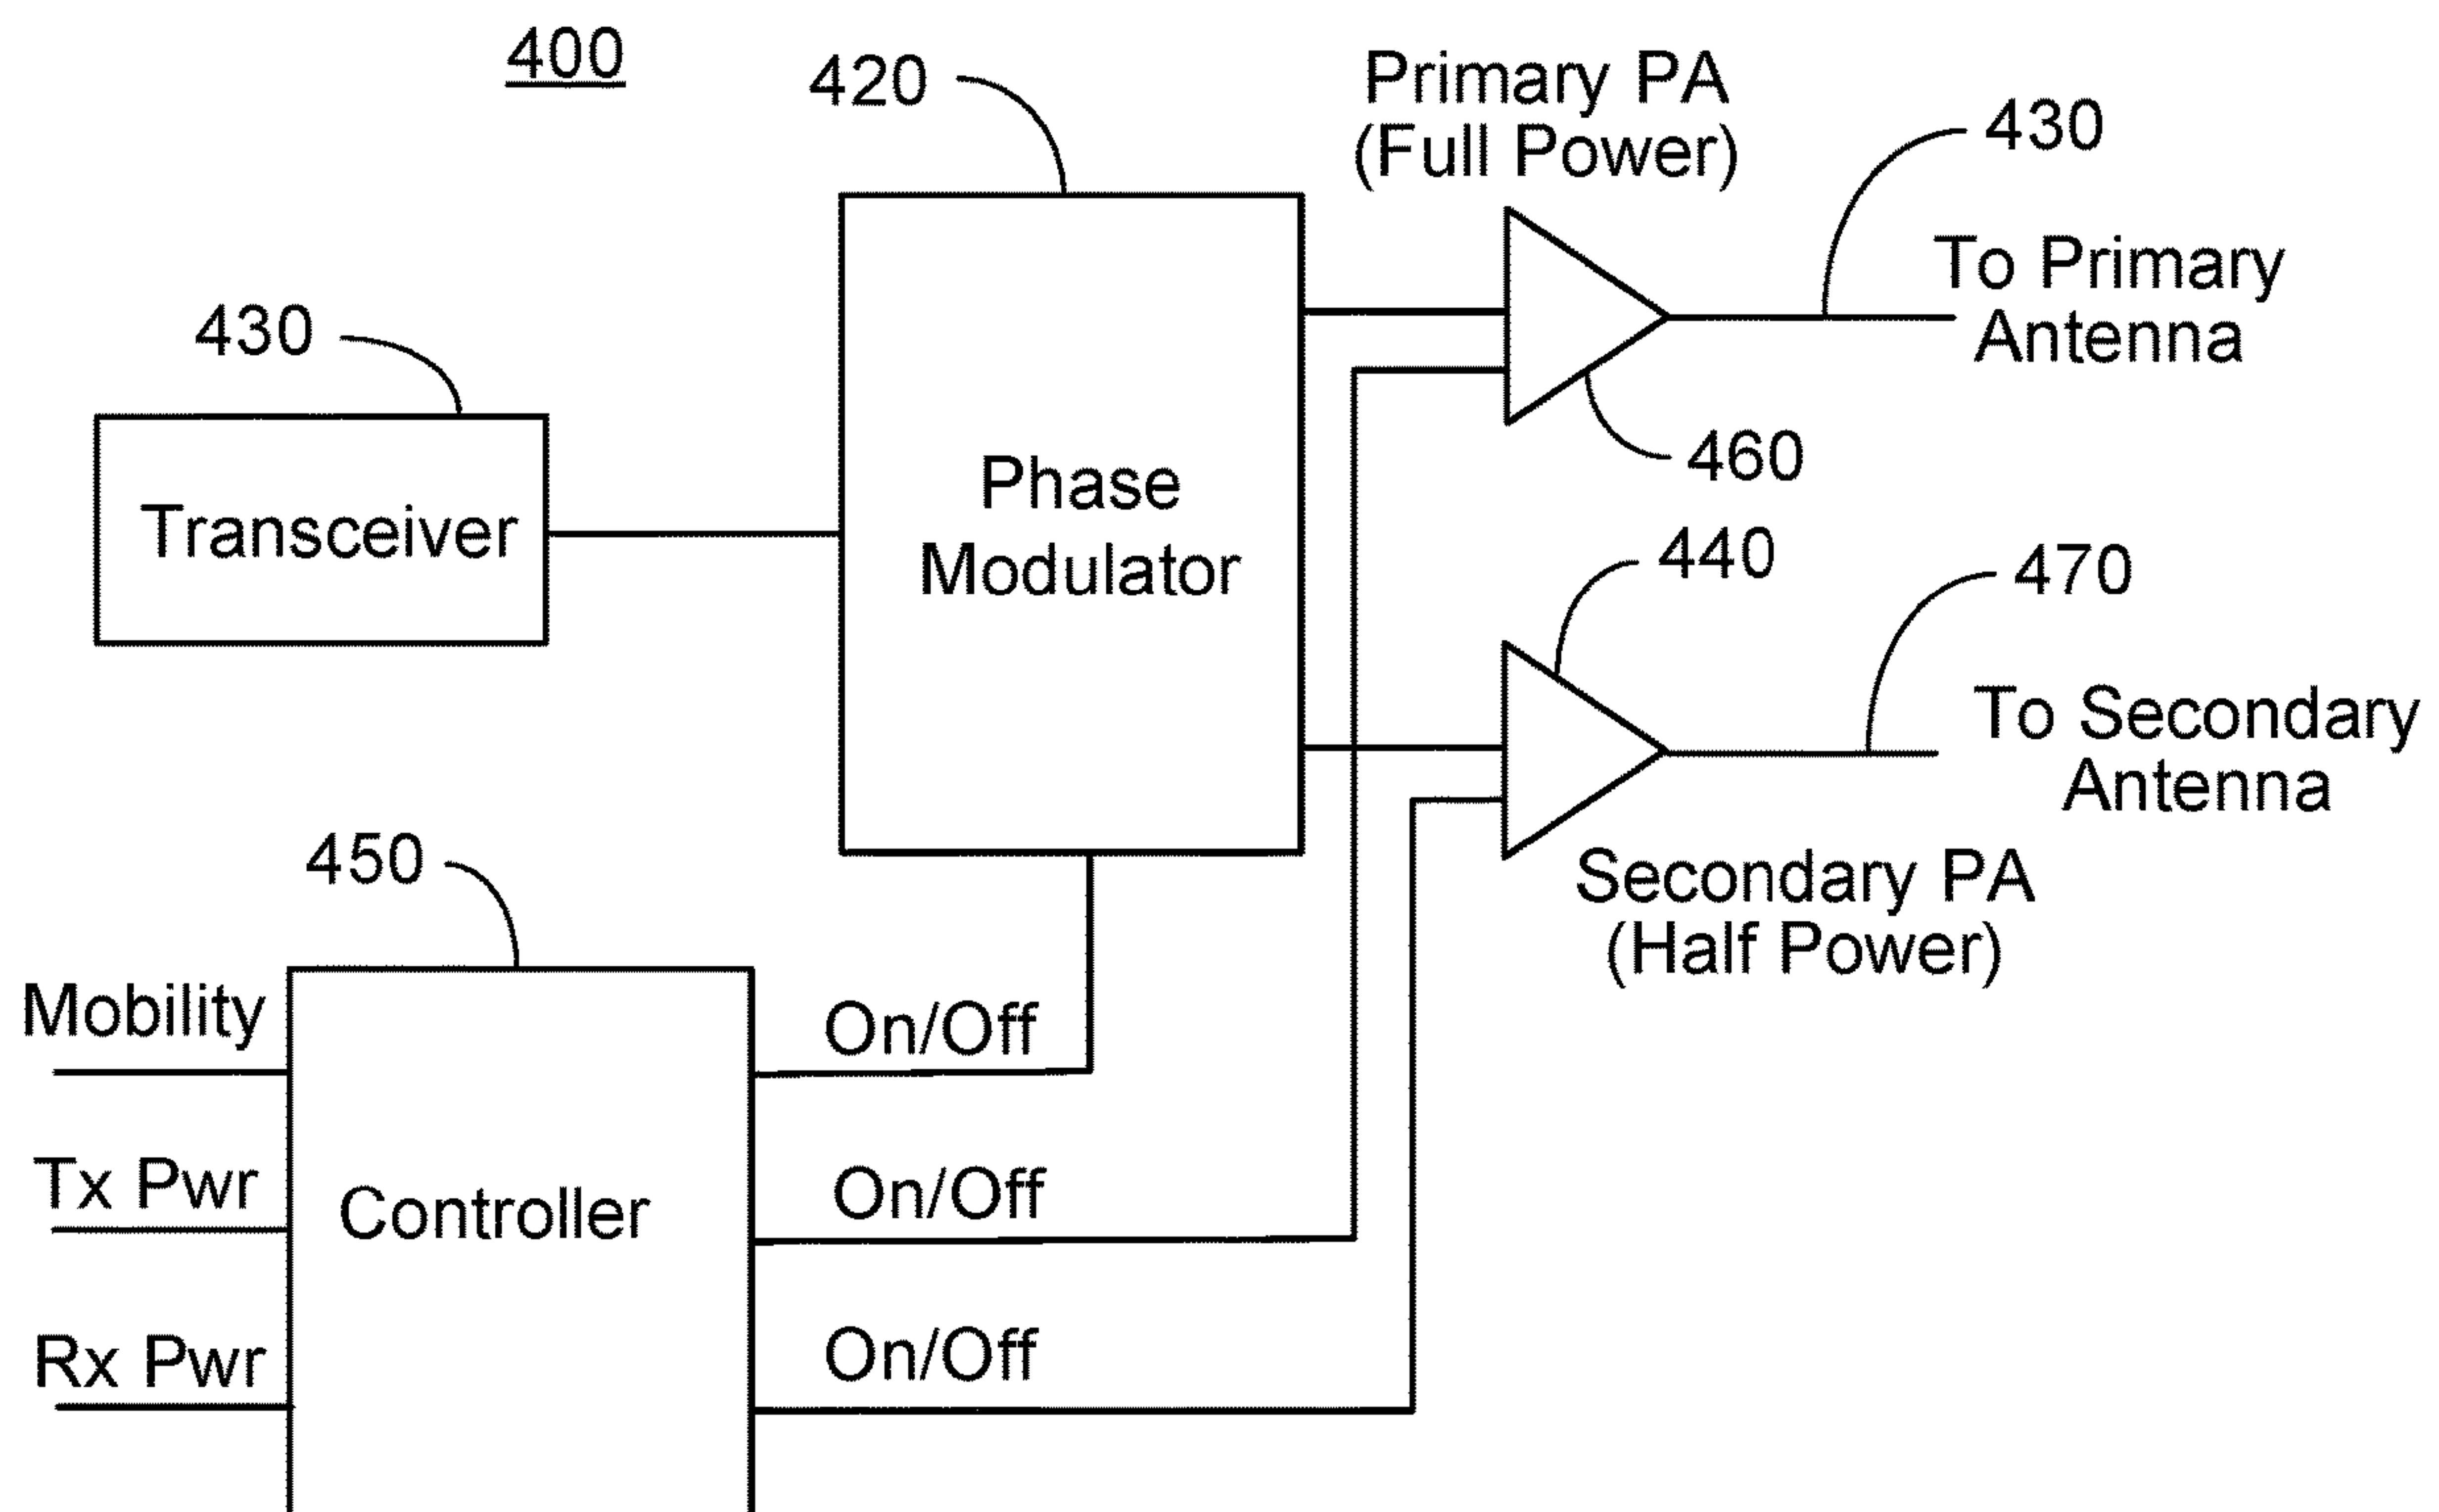 400
420
Primary PA
(Full Power)
430
To Primary
Antenna
430
Transceiver
Phase
Modulator
460
440
470
To Secondary
Antenna
Secondary PA
(Half Power)
450
Mobility
Tx Pwr
Rx Pwr
Controller
On/Off
On/Off
On/Off